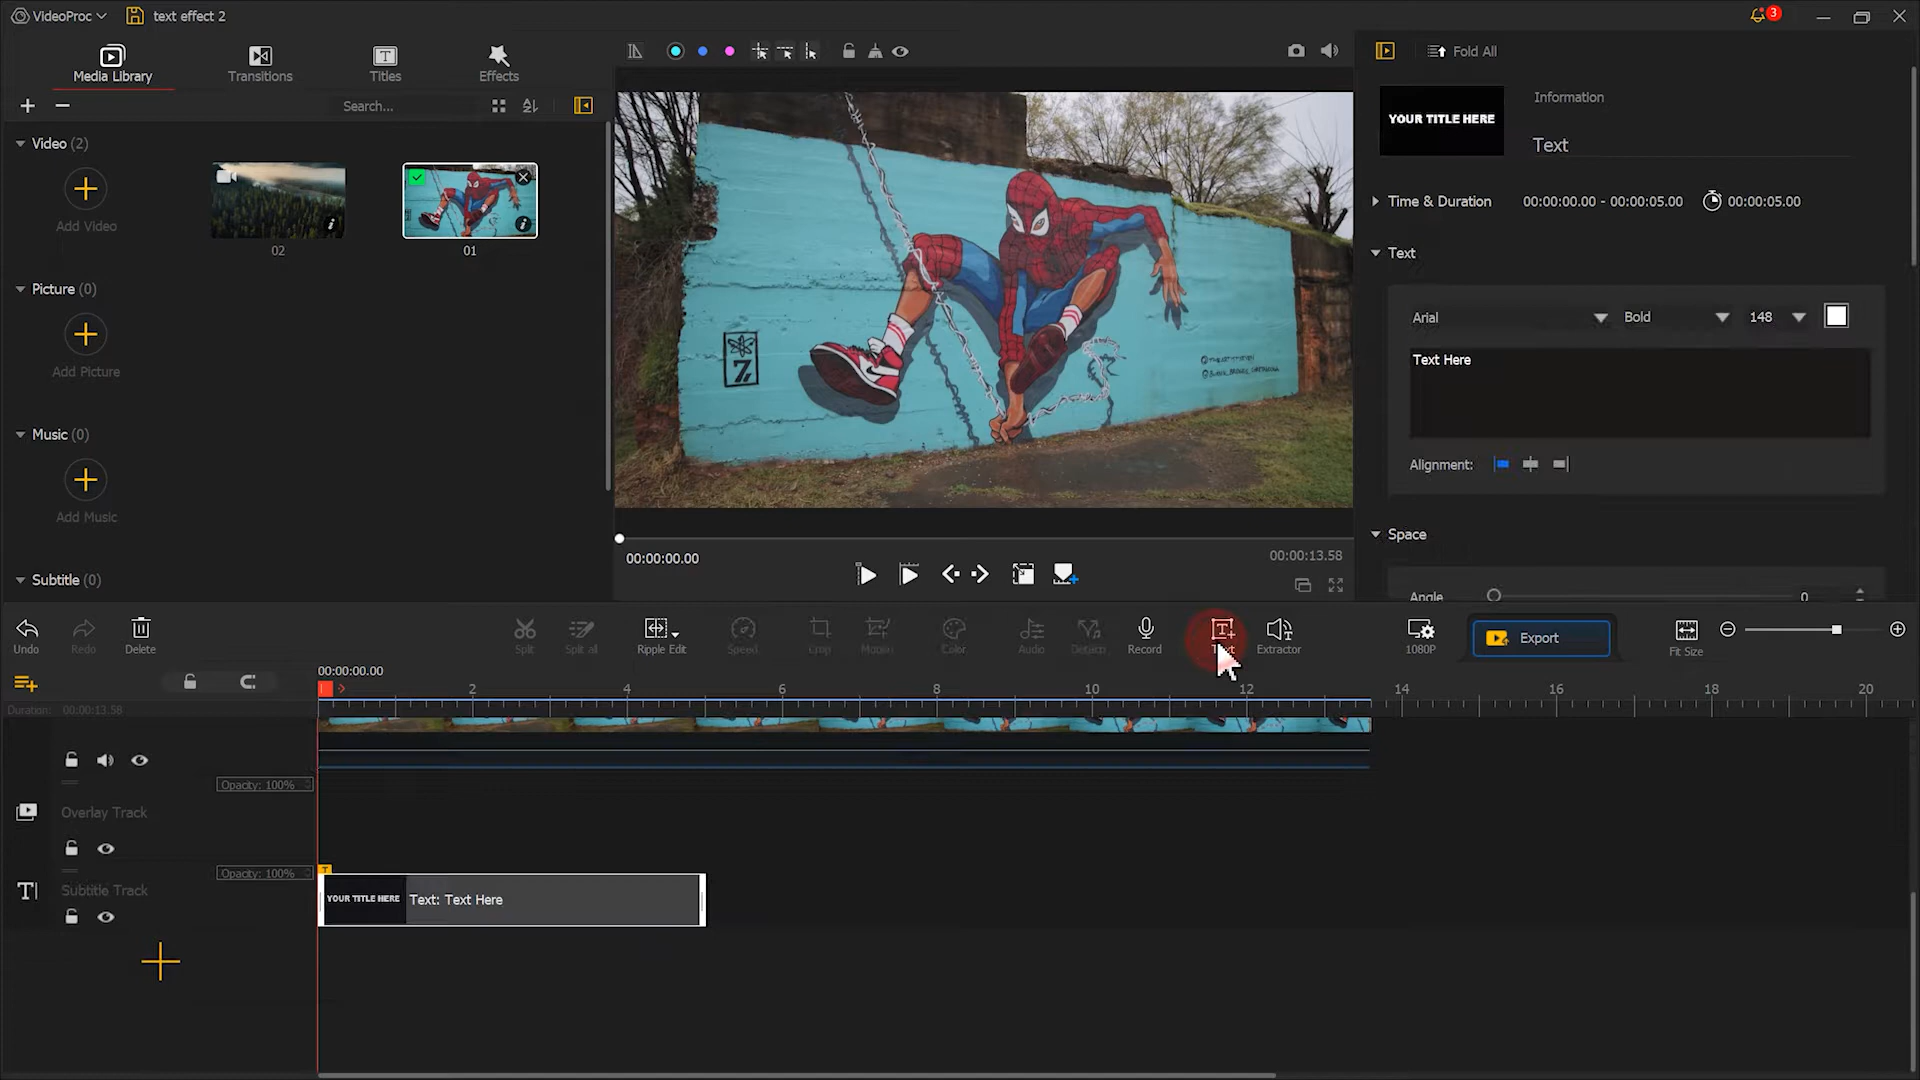 VideoProc
text effect 2
3
Media Library
Transitions
Titles
Effects
Search...
Video (2)
Add Video
02
01
Picture (0)
Add Picture
Music (0)
Add Music
Subtitle (0)
7
00:00:00.00
00:00:13.58
Fold All
YOUR TITLE HERE
Information
Text
Time & Duration
00:00:00.00 - 00:00:05.00
00:00:05.00
Text
Arial
Bold
148
Text Here
Alignment:
Space
Angle
0
Undo
Redo
Delete
Split
Split all
Ripple Edit
Speed
Crop
Motion
Color
Audio
Detach
Record
Text
Extractor
1080P
Export
Fit Size
00:00:00.00
2
4
6
8
10
12
14
16
18
20
Duration:
00:00:13.58
Opacity: 100%
Overlay Track
Opacity: 100%
Subtitle Track
YOUR TITLE HERE
Text: Text Here